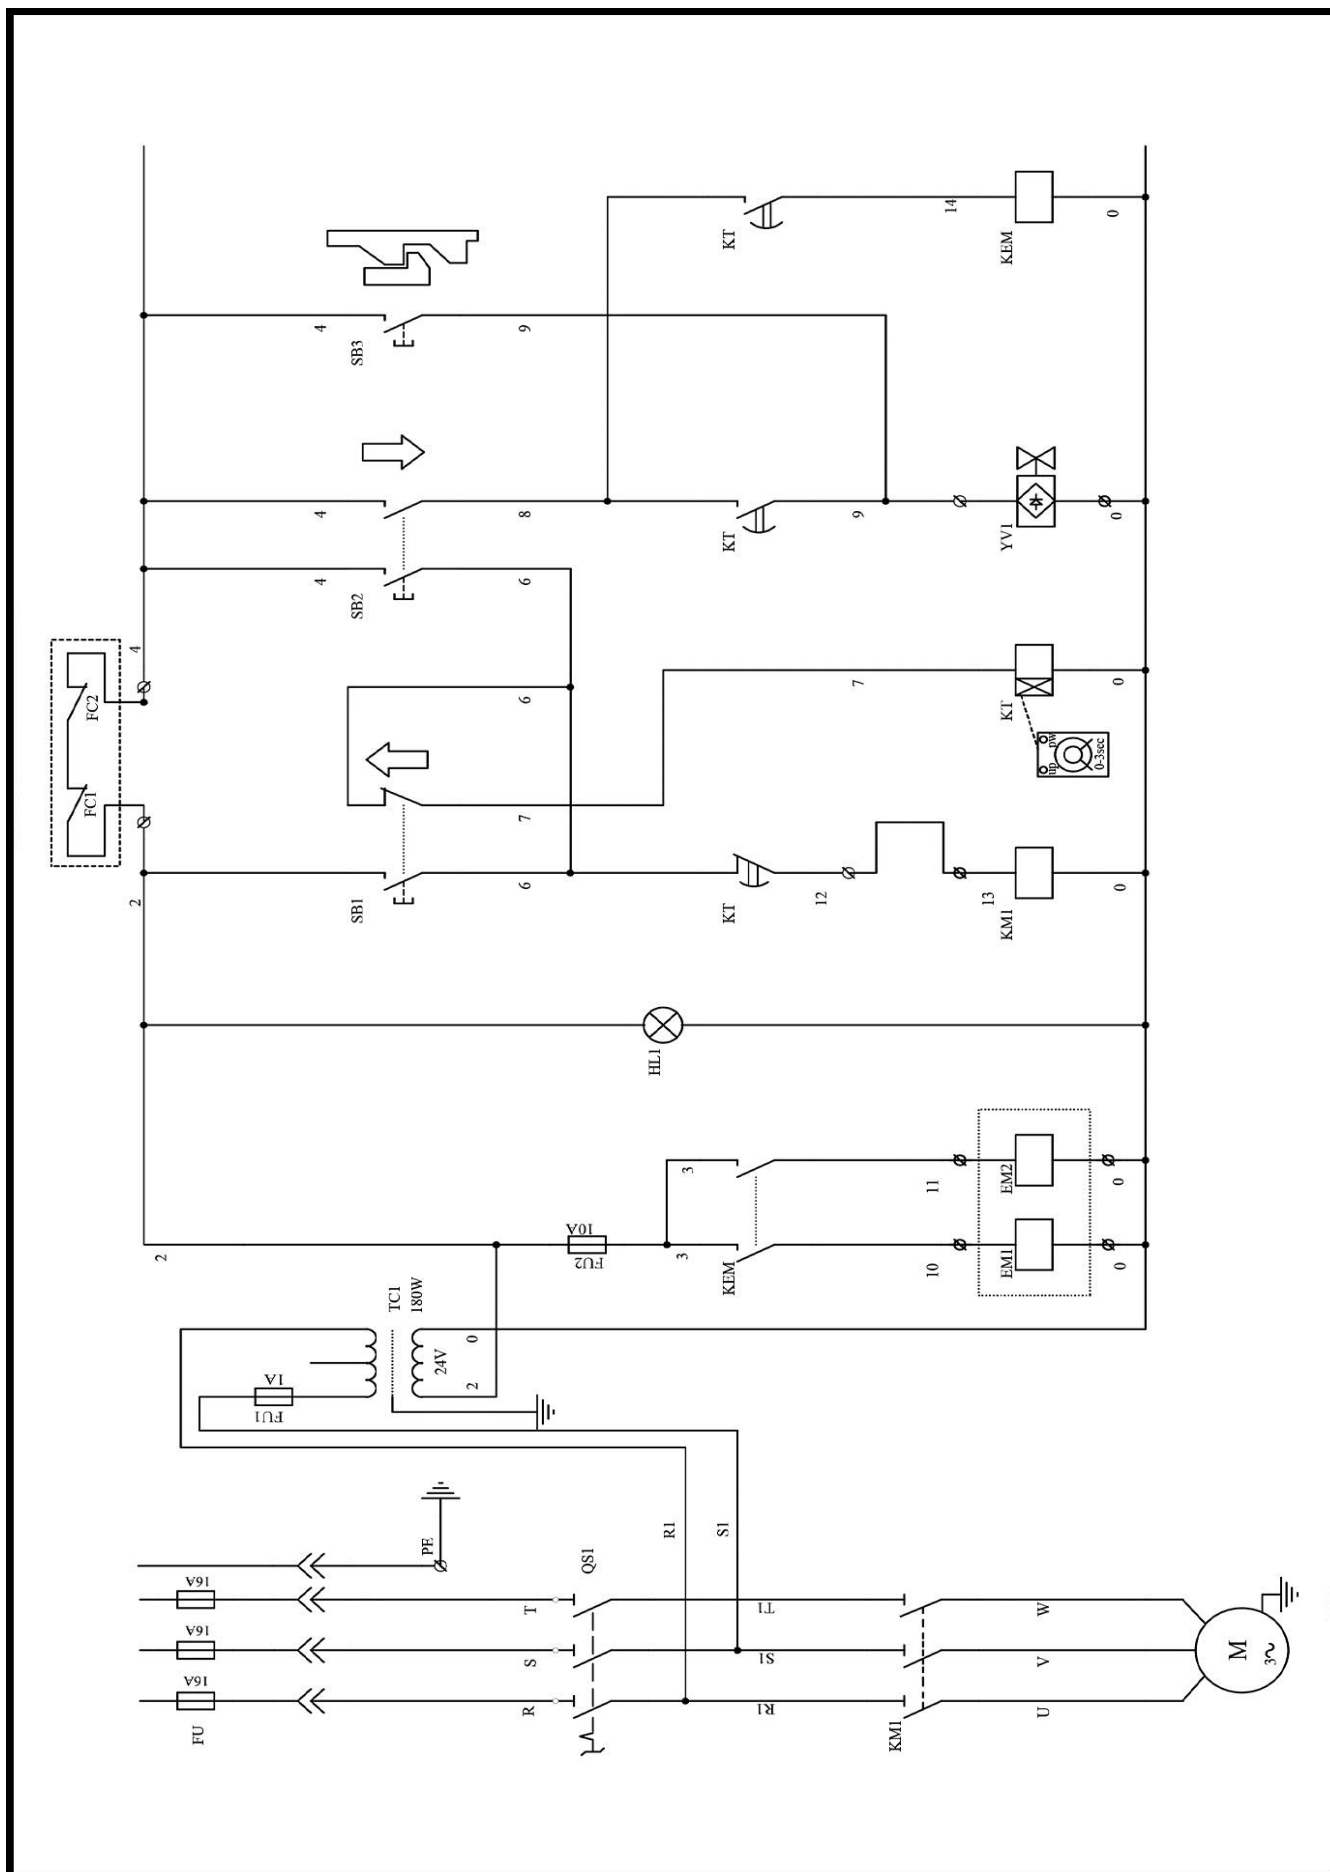 14
KT
KEM
0
4
9
SB3
4
8
KT
9
YV1
0
4
6
SB2
4
FC2
FC1
6
7
KT
0
up pw
0-3sec
7
2
6
SB1
KT
12
13
KM1
0
HL1
3
11
EM2
0
10A
FU2
2
3
KEM
10
EM1
0
TC1
180W
0
24V
2
1A
FU1
R1
S1
PE
QS1
16A
T
T1
W
16A
S
S1
V
16A
FU
R
R1
KM1
U
M
3~